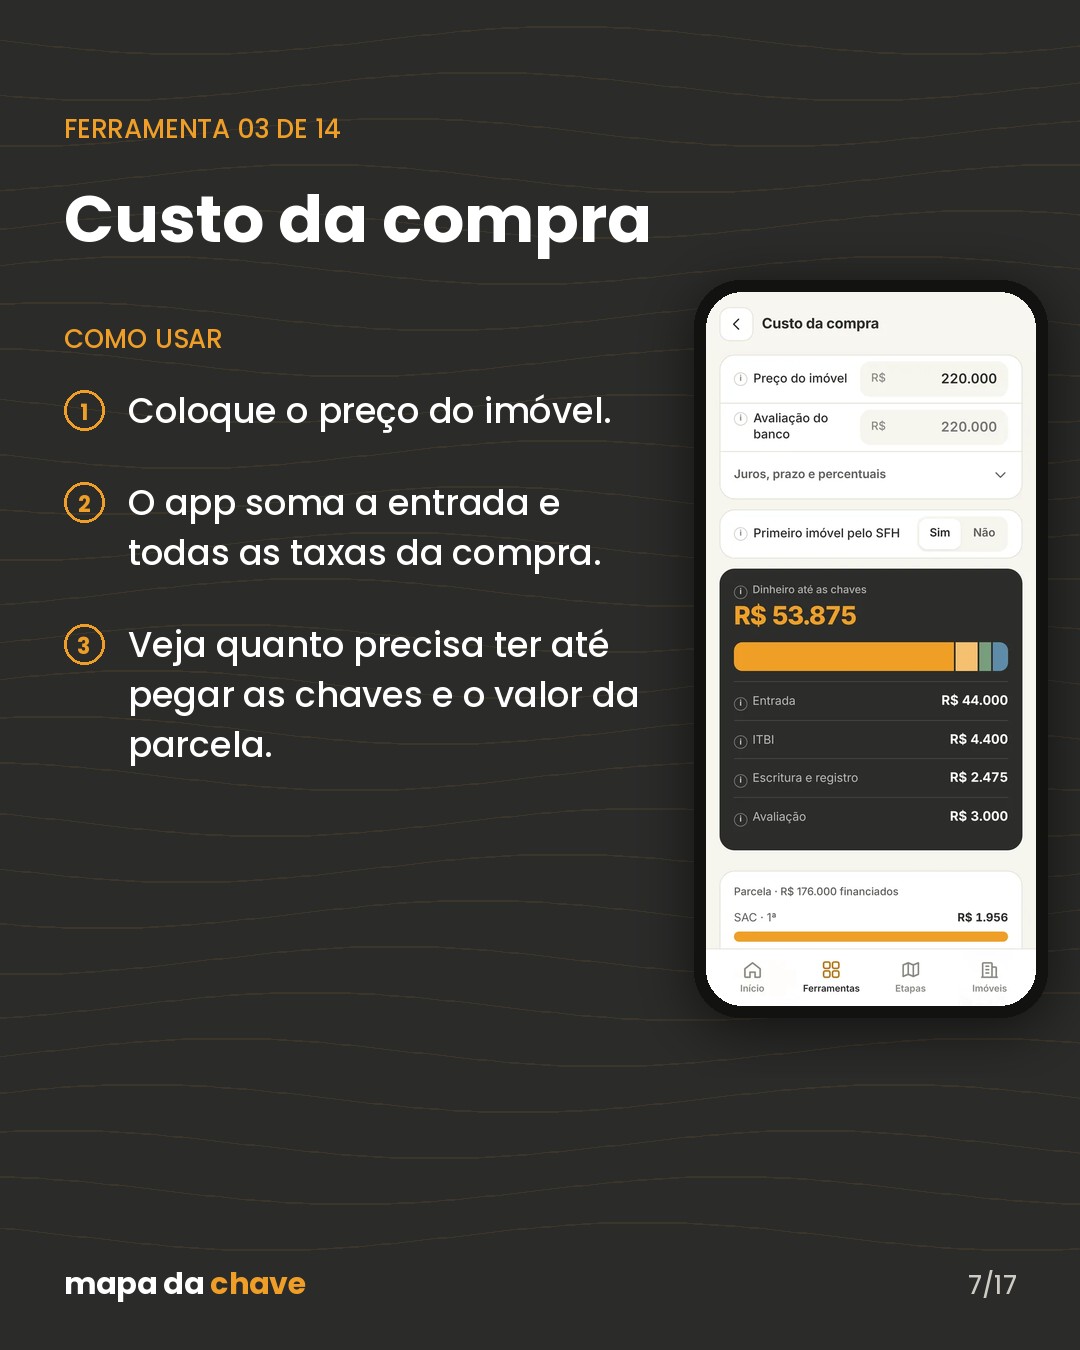 FERRAMENTA 03 DE 14
Custo da compra
COMO USAR
1 Coloque o preço do imóvel.
2 O app soma a entrada e
todas as taxas da compra.
3 Veja quanto precisa ter até
pegar as chaves e o valor da
parcela.
Custo da compra
Preço do imóvel R$ 220.000
Avaliação do
banco R$ 220.000
Juros, prazo e percentuais
Primeiro imóvel pelo SFH Sim Não
Dinheiro até as chaves
R$ 53.875
Entrada R$ 44.000
ITBI R$ 4.400
Escritura e registro R$ 2.475
Avaliação R$ 3.000
Parcela · R$ 176.000 financiados
SAC · 1ª R$ 1.956
Início Ferramentas Etapas Imóveis
mapa da chave
7/17